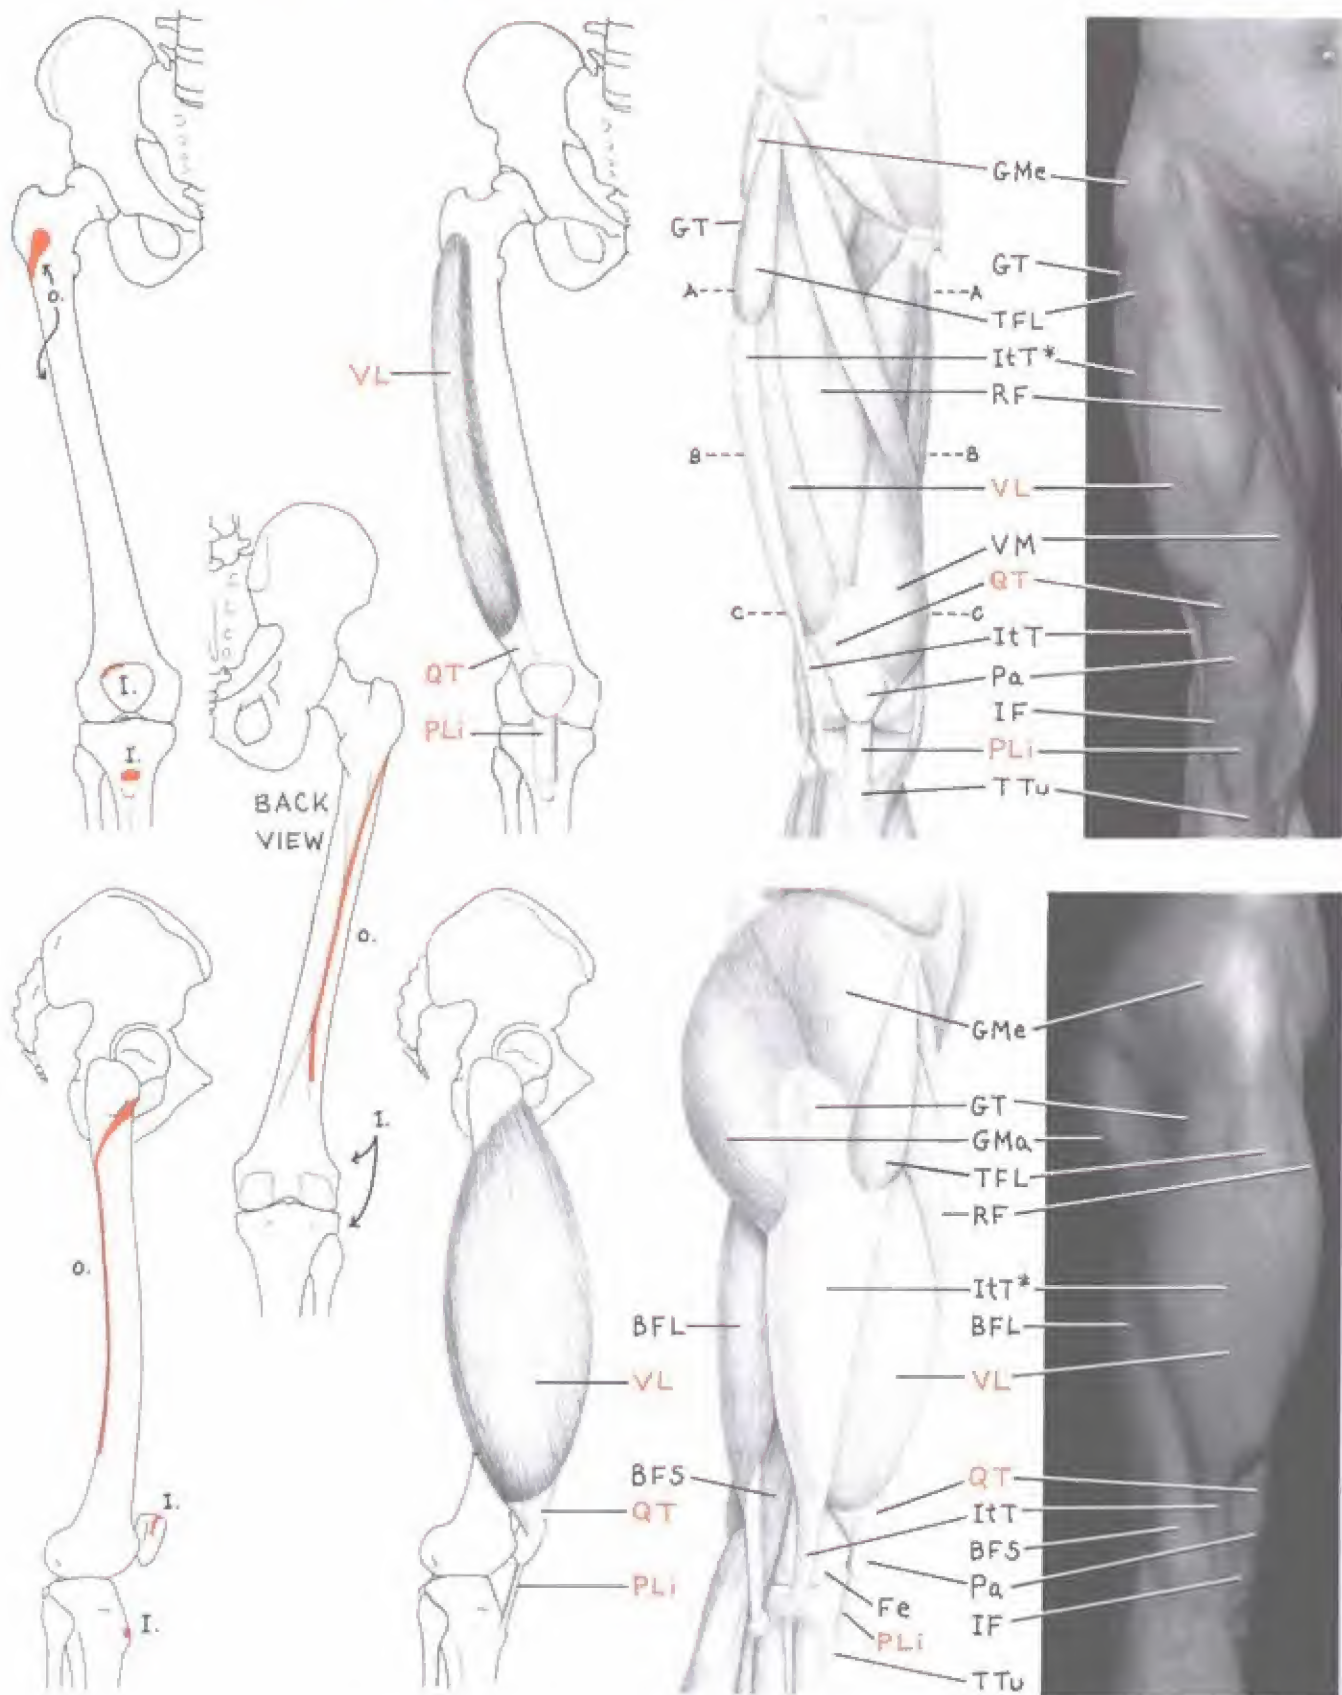 GMe
GT
GT
A
A
TFL
ItT*
VL
RF
B
B
VL
VM
QT
C
C
ItT
QT
Pa
I.
IF
PLi
PLi
I.
TTu
o.
BACK
VIEW
o.
GMe
I.
GT
GMa
TFL
RF
o.
ItT*
BFL
BFL
VL
VL
BFS
QT
QT
I.
ItT
BFS
PLi
Pa
Fe
IF
I.
PLi
TTu